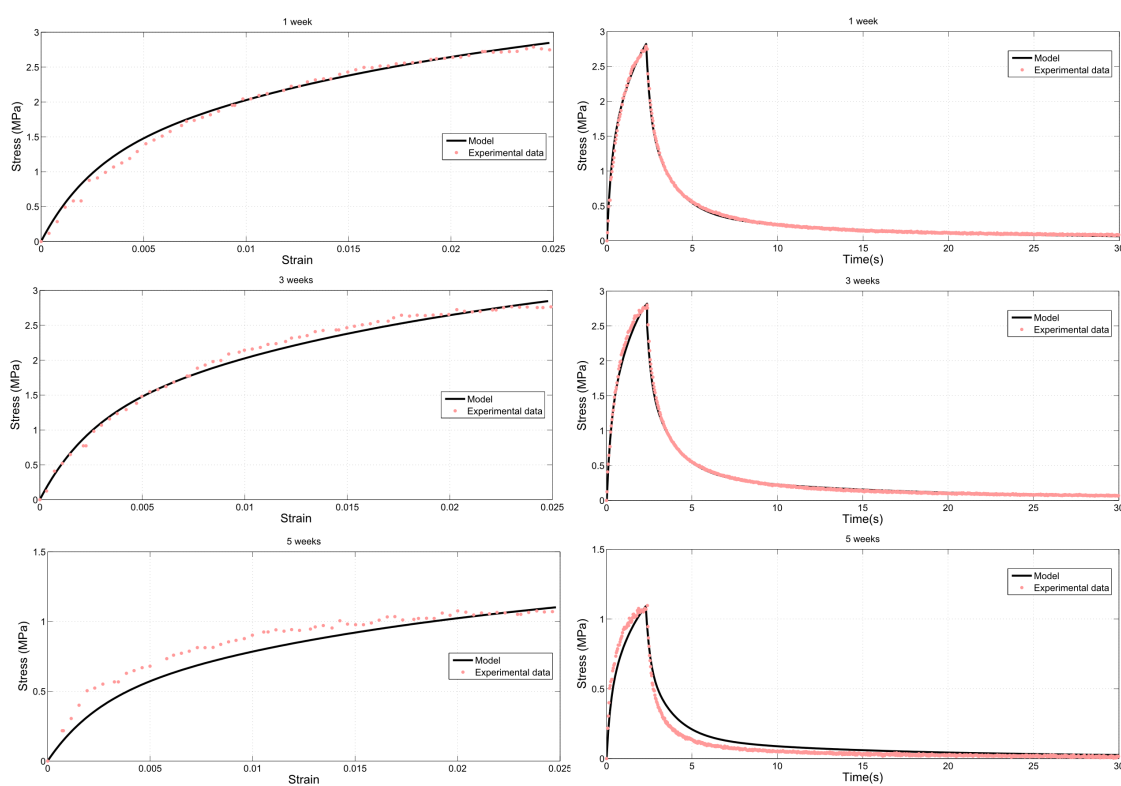 1 week
3
2.5
2
1.5
1
0.5
0
Stress (MPa)
Model
Experimental data
0
0.005
0.01
0.015
0.02
0.025
Strain
1 week
3
2.5
2
1.5
1
0.5
0
Stress (MPa)
Model
Experimental data
0
5
10
15
20
25
30
Time(s)
3 weeks
3
2.5
2
1.5
1
0.5
0
Stress (MPa)
Model
Experimental data
0
0.005
0.01
0.015
0.02
0.025
Strain
3 weeks
3
2.5
2
1.5
1
0.5
0
Stress (MPa)
Model
Experimental data
0
5
10
15
20
25
30
Time(s)
5 weeks
1.5
1
0.5
0
Stress (MPa)
Model
Experimental data
0
0.005
0.01
0.015
0.02
0.025
Strain
5 weeks
1.5
1
0.5
0
Stress (MPa)
Model
Experimental data
0
5
10
15
20
25
30
Time(s)